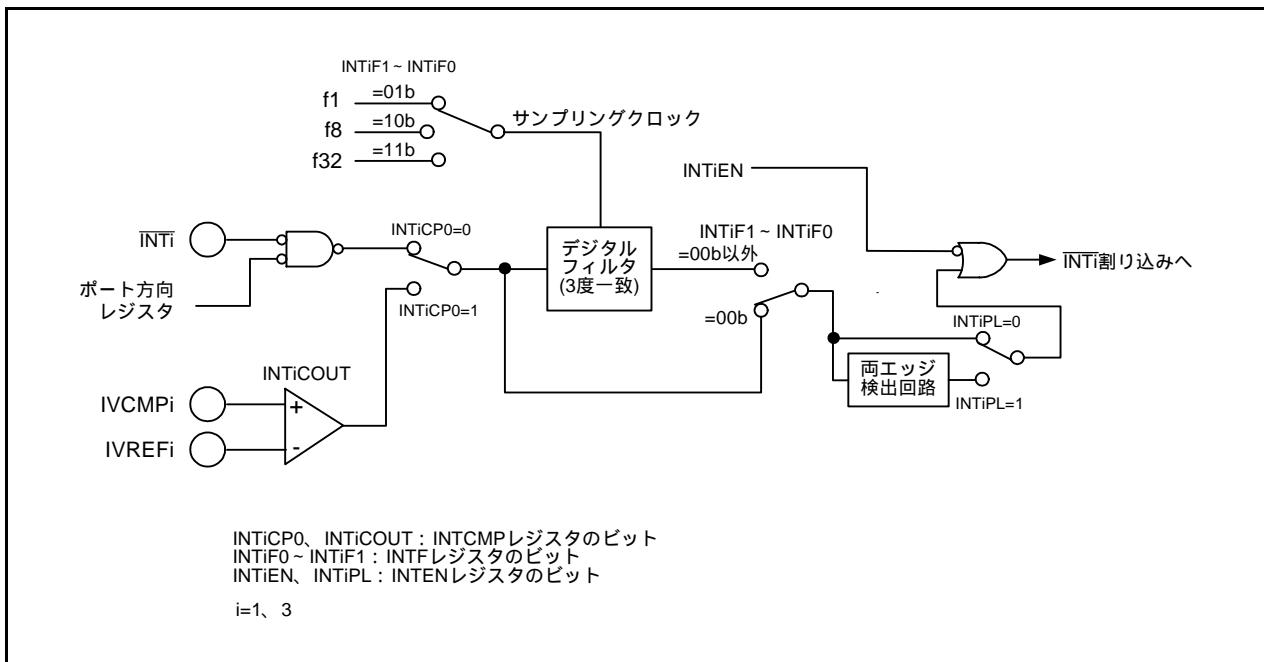 INTiF1 ~ INTiF0
f1 =01b
f8 =10b
f32 =11b
サンプリングクロック
INTiEN
INTi
ポート方向
レジスタ
INTiCP0=0
INTiCP0=1
デジタル
フィルタ
(3度一致)
INTiF1 ~ INTiF0
=00b以外
=00b
INTi割り込みへ
INTiPL=0
両エッジ
検出回路
INTiPL=1
INTiCOUT
IVCMPi
+
IVREFi
-
INTiCP0、INTiCOUT : INTCMPレジスタのビット
INTiF0 ~ INTiF1 : INTFレジスタのビット
INTiEN、INTiPL : INTENレジスタのビット
i=1、3